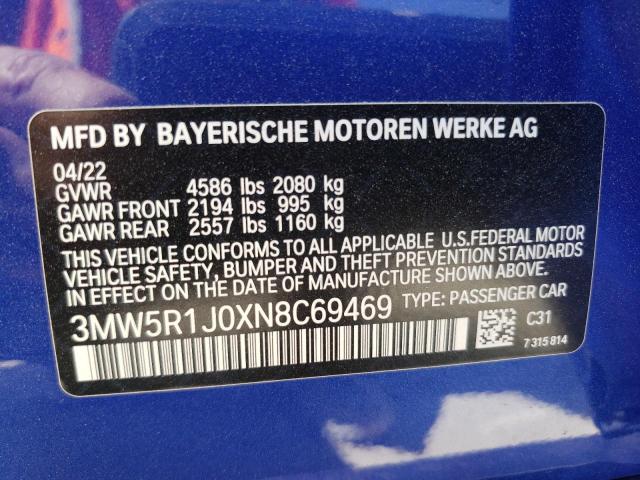 MFD BY BAYERISCHE MOTOREN WERKE AG
04/22
GVWR 4586 lbs 2080 kg
GAWR FRONT 2194 lbs 995 kg
GAWR REAR 2557 lbs 1160 kg
THIS VEHICLE CONFORMS TO ALL APPLICABLE U.S.FEDERAL MOTOR
VEHICLE SAFETY, BUMPER AND THEFT PREVENTION STANDARDS
IN EFFECT ON THE DATE OF MANUFACTURE SHOWN ABOVE.
3MW5R1J0XN8C69469 TYPE: PASSENGER CAR
C31
7 315 814